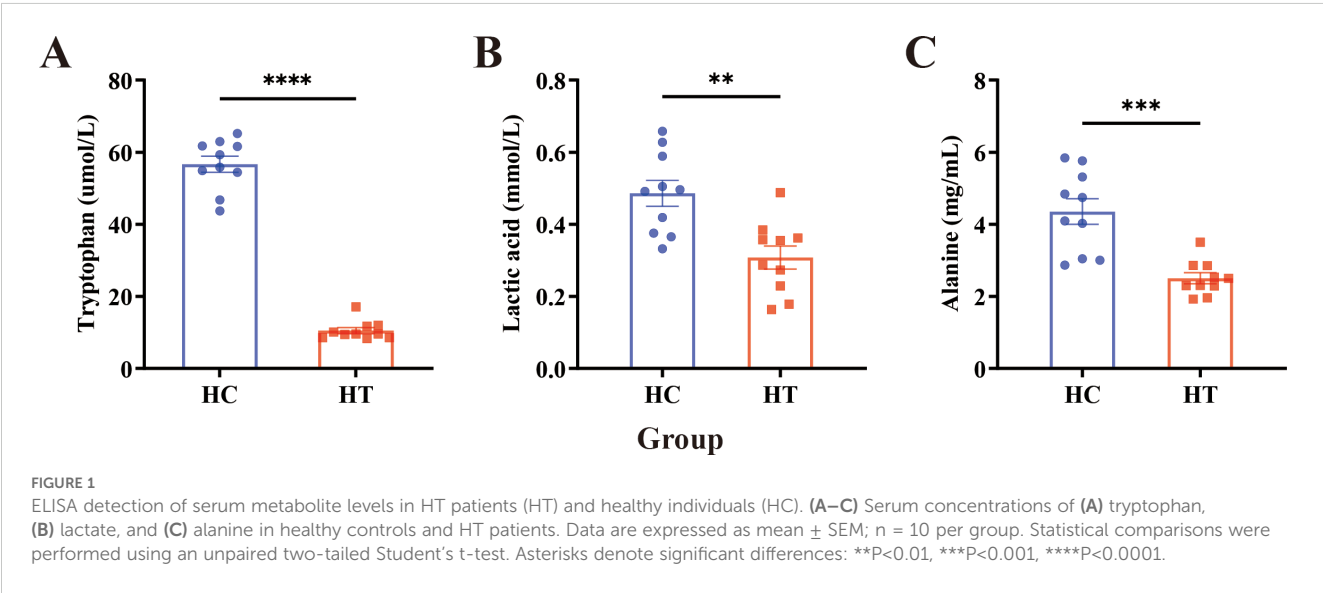 A
B
C
Tryptophan (umol/L)
80
60
40
20
0
****
HC
HT
Lactic acid (mmol/L)
0.8
0.6
0.4
0.2
0.0
**
HC
HT
Alanine (mg/mL)
8
6
4
2
0
***
HC
HT
Group
FIGURE 1
ELISA detection of serum metabolite levels in HT patients (HT) and healthy individuals (HC). (A–C) Serum concentrations of (A) tryptophan,
(B) lactate, and (C) alanine in healthy controls and HT patients. Data are expressed as mean ± SEM; n = 10 per group. Statistical comparisons were
performed using an unpaired two-tailed Student’s t-test. Asterisks denote significant differences: **P<0.01, ***P<0.001, ****P<0.0001.